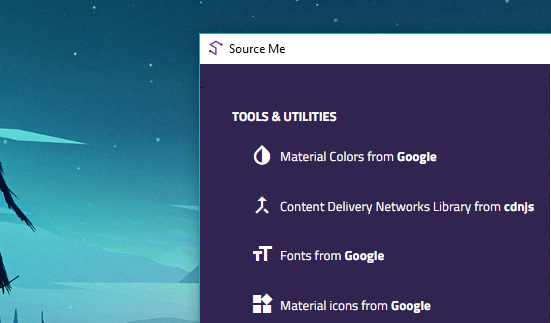 Source Me
TOOLS & UTILITIES
Material Colors from Google
Content Delivery Networks Library from cdnjs
Fonts from Google
Material icons from Google